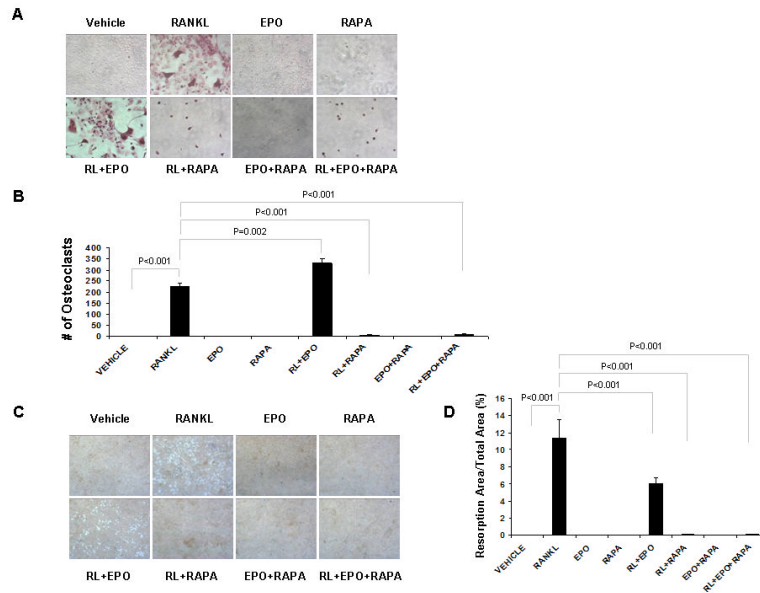 A
Vehicle RANKL EPO RAPA
RL+EPO RL+RAPA EPO+RAPA RL+EPO+RAPA
B
P<0.001
P<0.001
P=0.002
P<0.001
# of Osteoclasts
400
350
300
250
200
150
100
50
0
VEHICLE RANKL EPO RAPA RL+EPO RL+RAPA EPO+RAPA RL+EPO+RAPA
C
Vehicle RANKL EPO RAPA
RL+EPO RL+RAPA EPO+RAPA RL+EPO+RAPA
D
P<0.001
P<0.001
P<0.001
P<0.001
Resorption Area/Total Area (%)
16
14
12
10
8
6
4
2
0
VEHICLE RANKL EPO RAPA RL+EPO RL+RAPA EPO+RAPA RL+EPO+RAPA